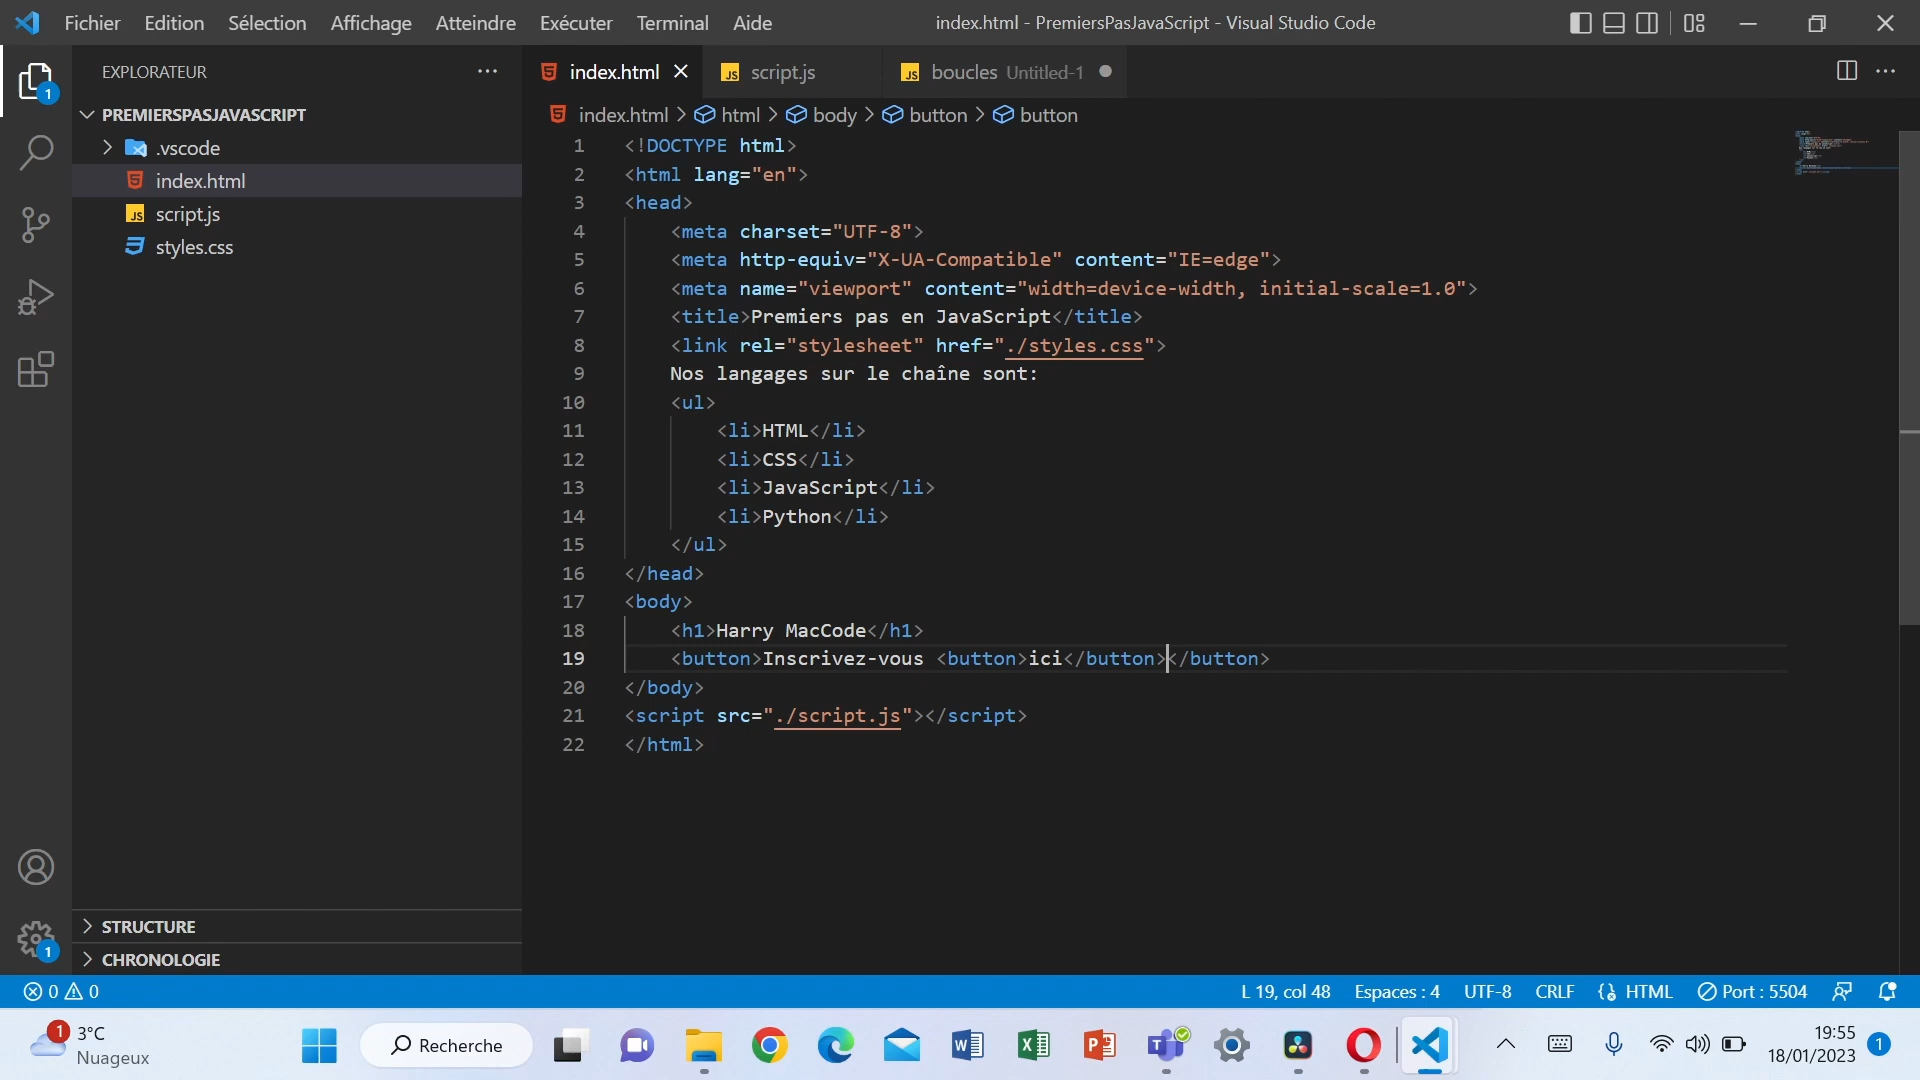 Fichier Edition Sélection Affichage Atteindre Exécuter Terminal Aide
index.html - PremiersPasJavaScript - Visual Studio Code
EXPLORATEUR
1
PREMIERSPASJAVASCRIPT
.vscode
index.html
script.js
styles.css
STRUCTURE
CHRONOLOGIE
1
index.html
JS script.js
JS boucles Untitled-1
index.html > html > body > button > button
1 <!DOCTYPE html>
2 <html lang="en">
3 <head>
4 <meta charset="UTF-8">
5 <meta http-equiv="X-UA-Compatible" content="IE=edge">
6 <meta name="viewport" content="width=device-width, initial-scale=1.0">
7 <title>Premiers pas en JavaScript</title>
8 <link rel="stylesheet" href="./styles.css">
9 Nos langages sur le chaîne sont:
10 <ul>
11 <li>HTML</li>
12 <li>CSS</li>
13 <li>JavaScript</li>
14 <li>Python</li>
15 </ul>
16 </head>
17 <body>
18 <h1>Harry MacCode</h1>
19 <button>Inscrivez-vous <button>ici</button></button>
20 </body>
21 <script src="./script.js"></script>
22 </html>
0 0
L 19, col 48 Espaces : 4 UTF-8 CRLF HTML Port : 5504
1
3°C
Nuageux
Recherche
19:55
18/01/2023
1